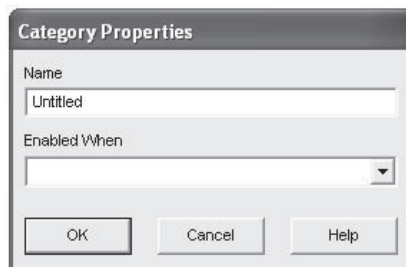 Category Properties
Name
Untitled
Enabled When
OK Cancel Help